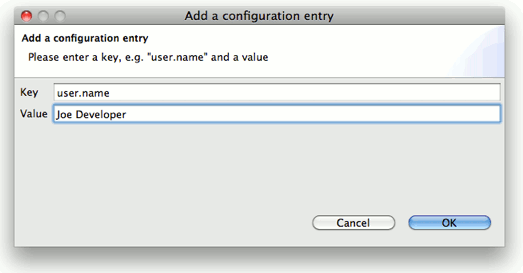 Add a configuration entry
Add a configuration entry
Please enter a key, e.g. "user.name" and a value
Key user.name
Value Joe Developer
Cancel OK